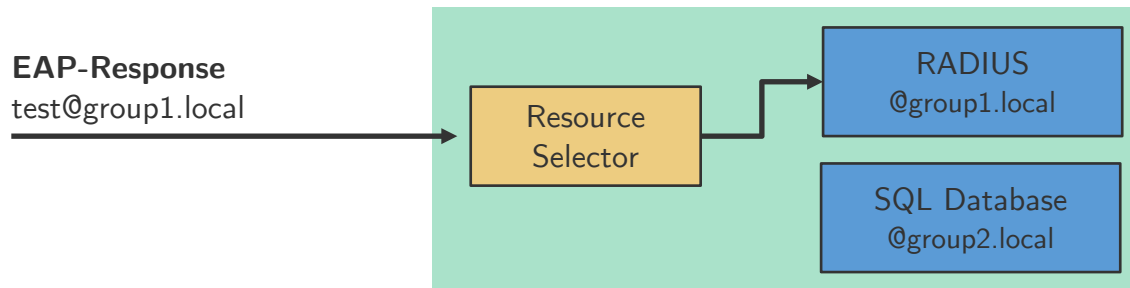 EAP-Response
test@group1.local
Resource
Selector
RADIUS
@group1.local
SQL Database
@group2.local